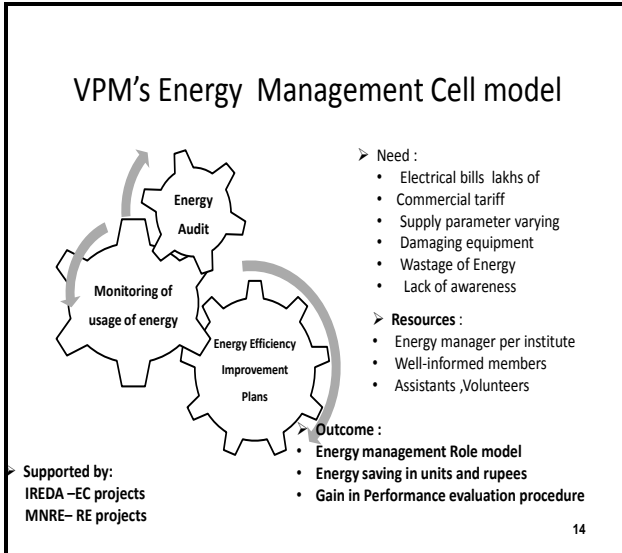 VPM's Energy Management Cell model
Energy
Audit
Monitoring of
usage of energy
Energy Efficiency
Improvement
Plans
➢ Need :
• Electrical bills lakhs of
• Commercial tariff
• Supply parameter varying
• Damaging equipment
• Wastage of Energy
• Lack of awareness
➢ Resources :
• Energy manager per institute
• Well-informed members
• Assistants ,Volunteers
➢ Outcome :
• Energy management Role model
• Energy saving in units and rupees
• Gain in Performance evaluation procedure
➢ Supported by:
IREDA –EC projects
MNRE– RE projects
14